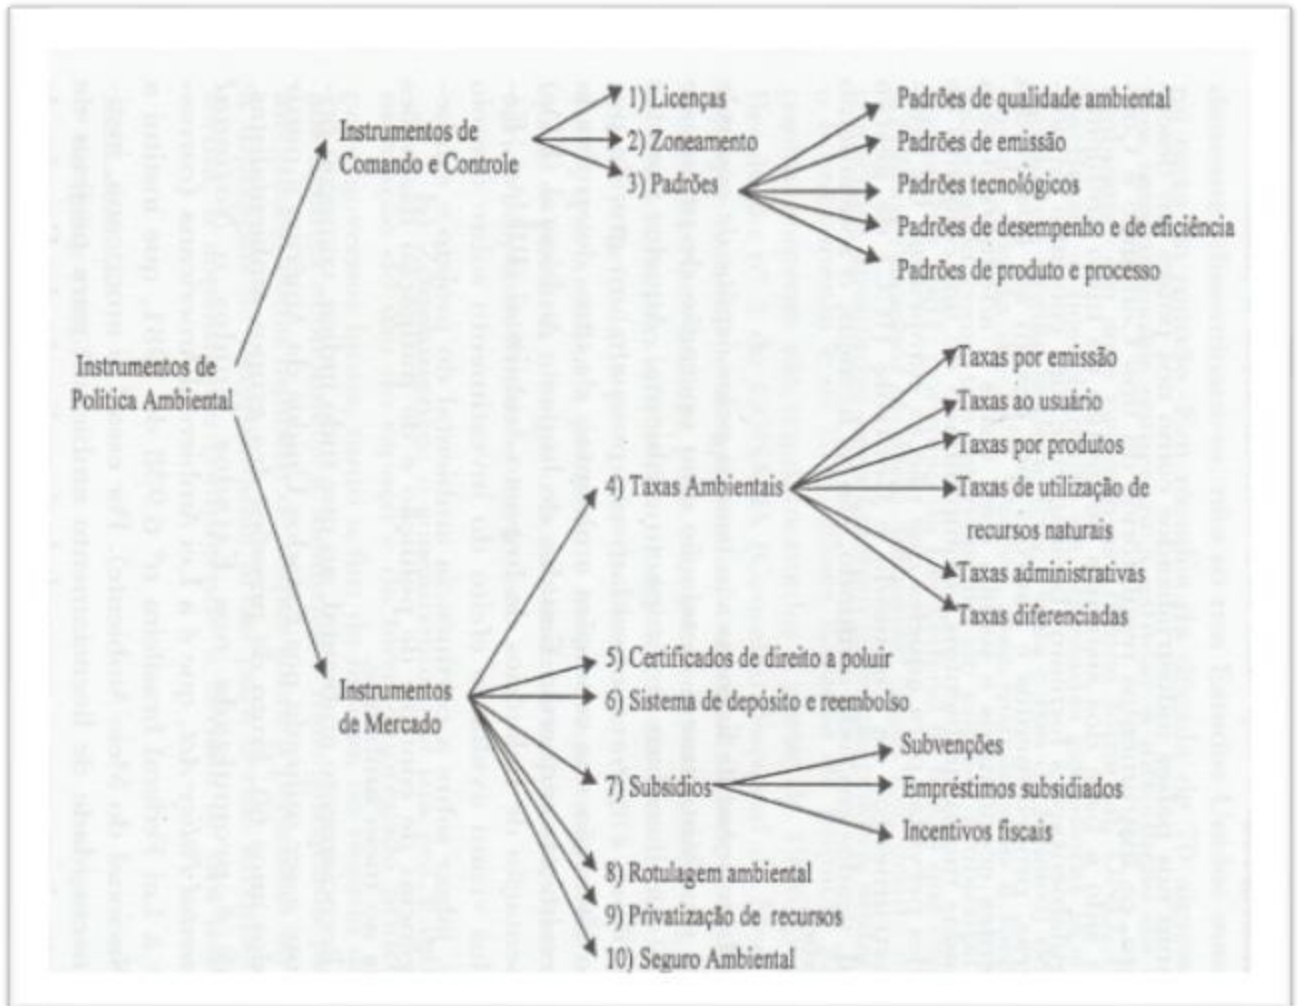 Instrumentos de
Política Ambiental
Instrumentos de
Comando e Controle
1) Licenças
2) Zoneamento
3) Padrões
Padrões de qualidade ambiental
Padrões de emissão
Padrões tecnológicos
Padrões de desempenho e de eficiência
Padrões de produto e processo
Instrumentos
de Mercado
4) Taxas Ambientais
Taxas por emissão
Taxas ao usuário
Taxas por produtos
Taxas de utilização de
recursos naturais
Taxas administrativas
Taxas diferenciadas
5) Certificados de direito a poluir
6) Sistema de depósito e reembolso
7) Subsídios
Subvenções
Empréstimos subsidiados
Incentivos fiscais
8) Rotulagem ambiental
9) Privatização de recursos
10) Seguro Ambiental